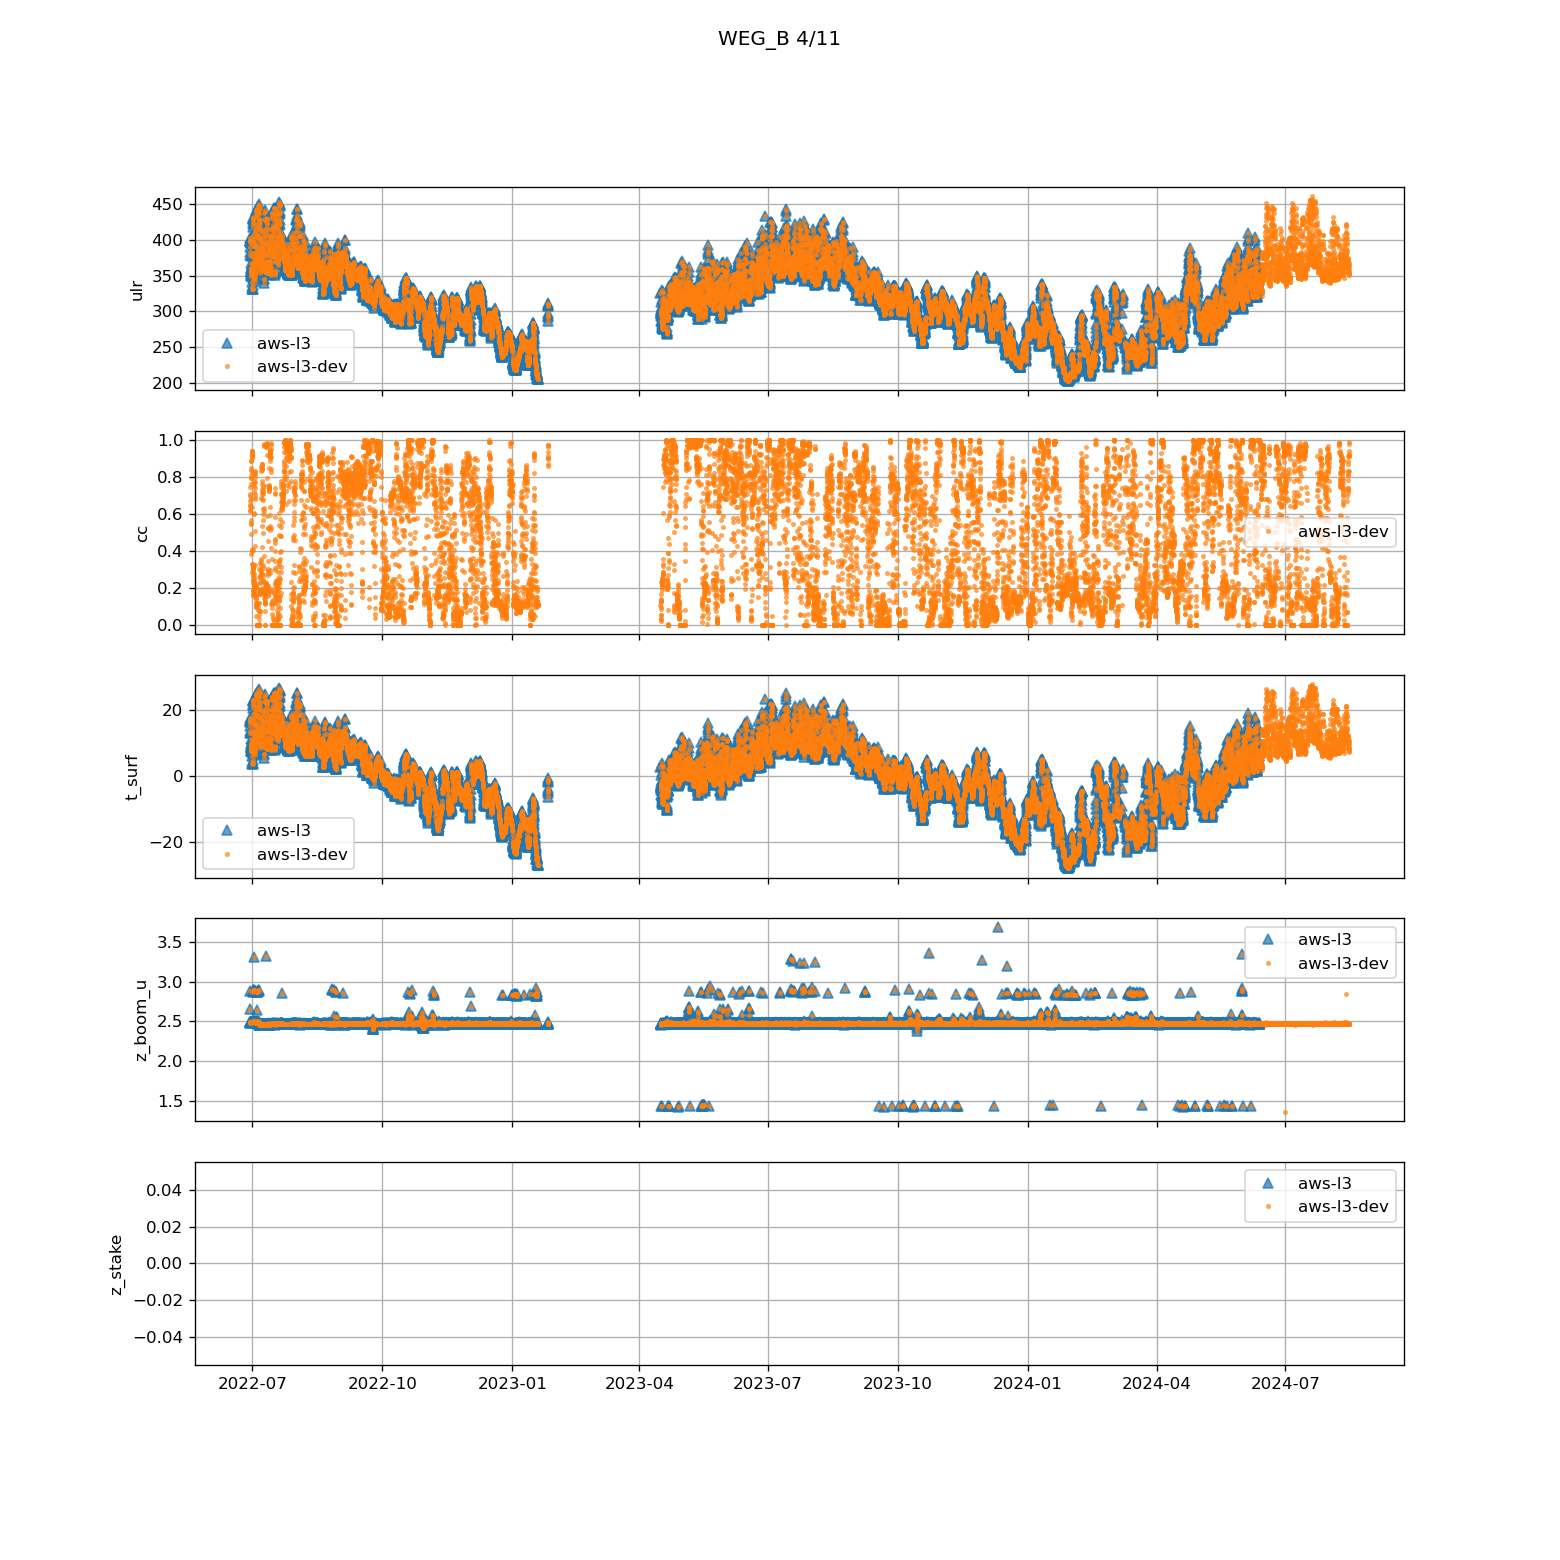 WEG_B 4/11
450
400
350
300
250
200
ulr
aws-l3
aws-l3-dev
1.0
0.8
0.6
0.4
0.2
0.0
cc
aws-l3-dev
20
0
−20
t_surf
aws-l3
aws-l3-dev
3.5
3.0
2.5
2.0
1.5
z_boom_u
aws-l3
aws-l3-dev
0.04
0.02
0.00
−0.02
−0.04
z_stake
aws-l3
aws-l3-dev
2022-07 2022-10 2023-01 2023-04 2023-07 2023-10 2024-01 2024-04 2024-07